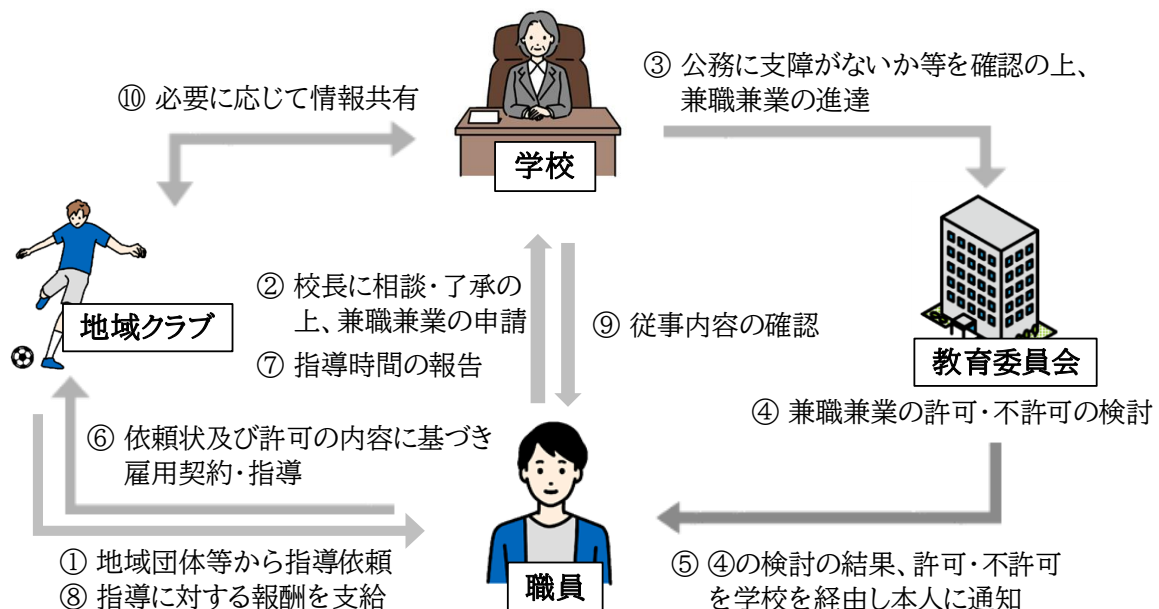 ⑩ 必要に応じて情報共有
③ 公務に支障がないか等を確認の上、
兼職兼業の進達
学校
地域クラブ
② 校長に相談・了承の
上、兼職兼業の申請
⑦ 指導時間の報告
⑨ 従事内容の確認
教育委員会
④ 兼職兼業の許可・不許可の検討
⑥ 依頼状及び許可の内容に基づき
雇用契約・指導
① 地域団体等から指導依頼
⑧ 指導に対する報酬を支給
職員
⑤ ④の検討の結果、許可・不許可
を学校を経由し本人に通知